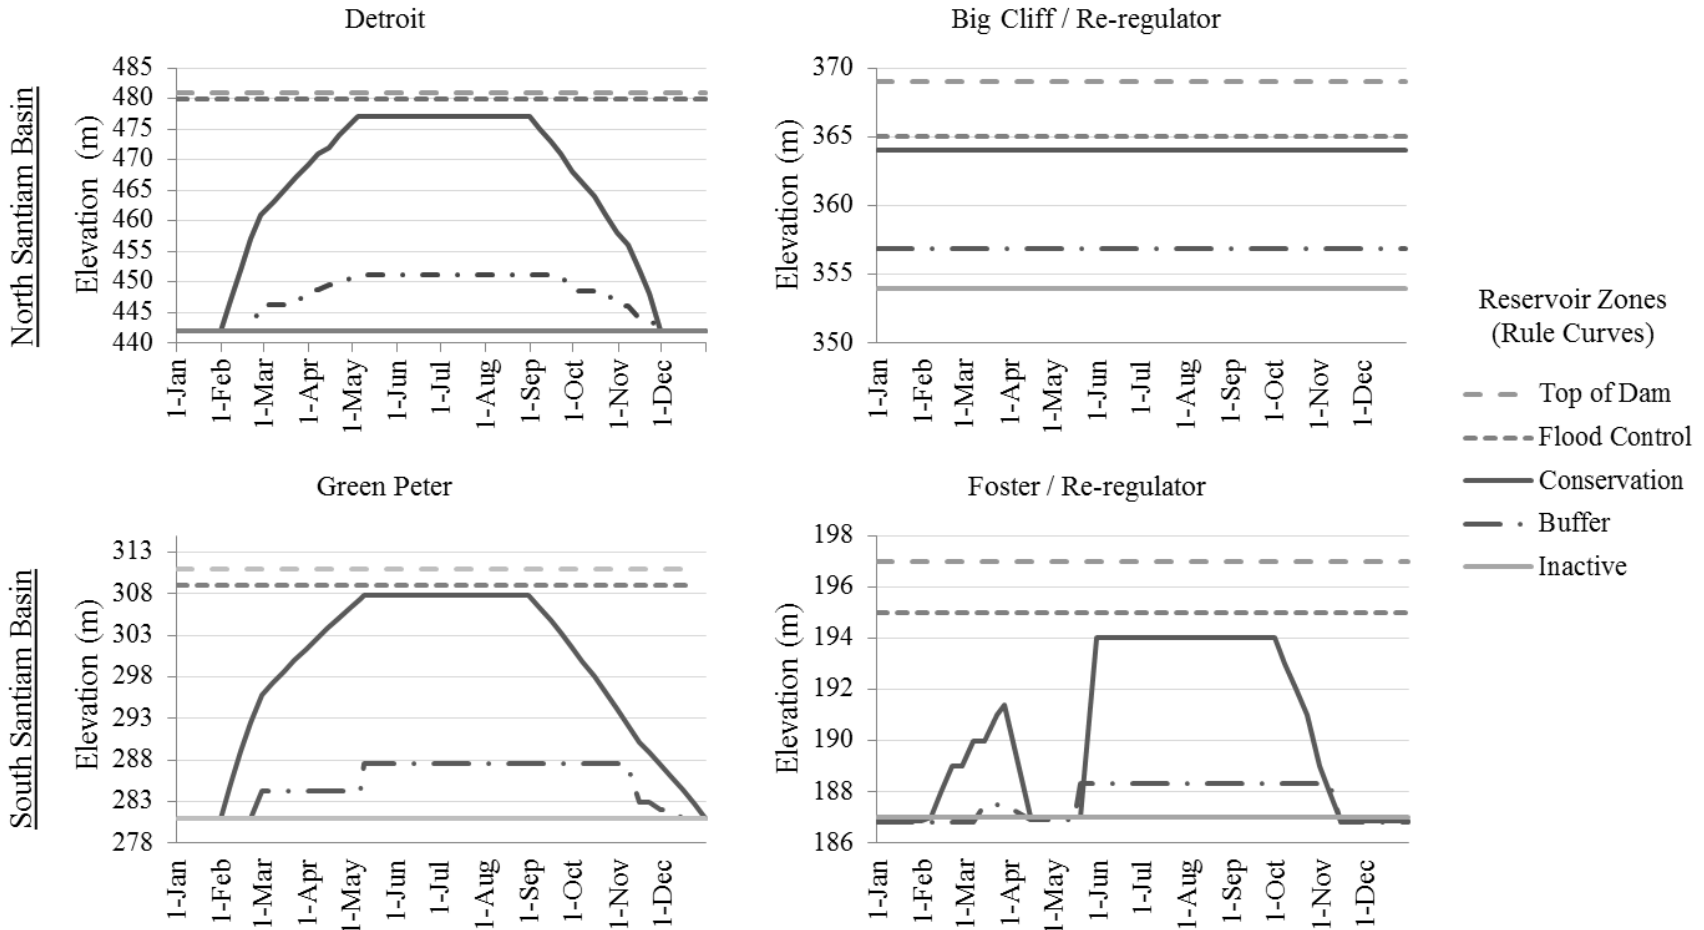 Detroit
Elevation (m)
485
480
475
470
465
460
455
450
445
440
1-Jan
1-Feb
1-Mar
1-Apr
1-May
1-Jun
1-Jul
1-Aug
1-Sep
1-Oct
1-Nov
1-Dec
North Santiam Basin
Big Cliff / Re-regulator
Elevation (m)
370
365
360
355
350
1-Jan
1-Feb
1-Mar
1-Apr
1-May
1-Jun
1-Jul
1-Aug
1-Sep
1-Oct
1-Nov
1-Dec
Green Peter
Elevation (m)
313
308
303
298
293
288
283
278
1-Jan
1-Feb
1-Mar
1-Apr
1-May
1-Jun
1-Jul
1-Aug
1-Sep
1-Oct
1-Nov
1-Dec
South Santiam Basin
Foster / Re-regulator
Elevation (m)
198
196
194
192
190
188
186
1-Jan
1-Feb
1-Mar
1-Apr
1-May
1-Jun
1-Jul
1-Aug
1-Sep
1-Oct
1-Nov
1-Dec
Reservoir Zones
(Rule Curves)
Top of Dam
Flood Control
Conservation
Buffer
Inactive